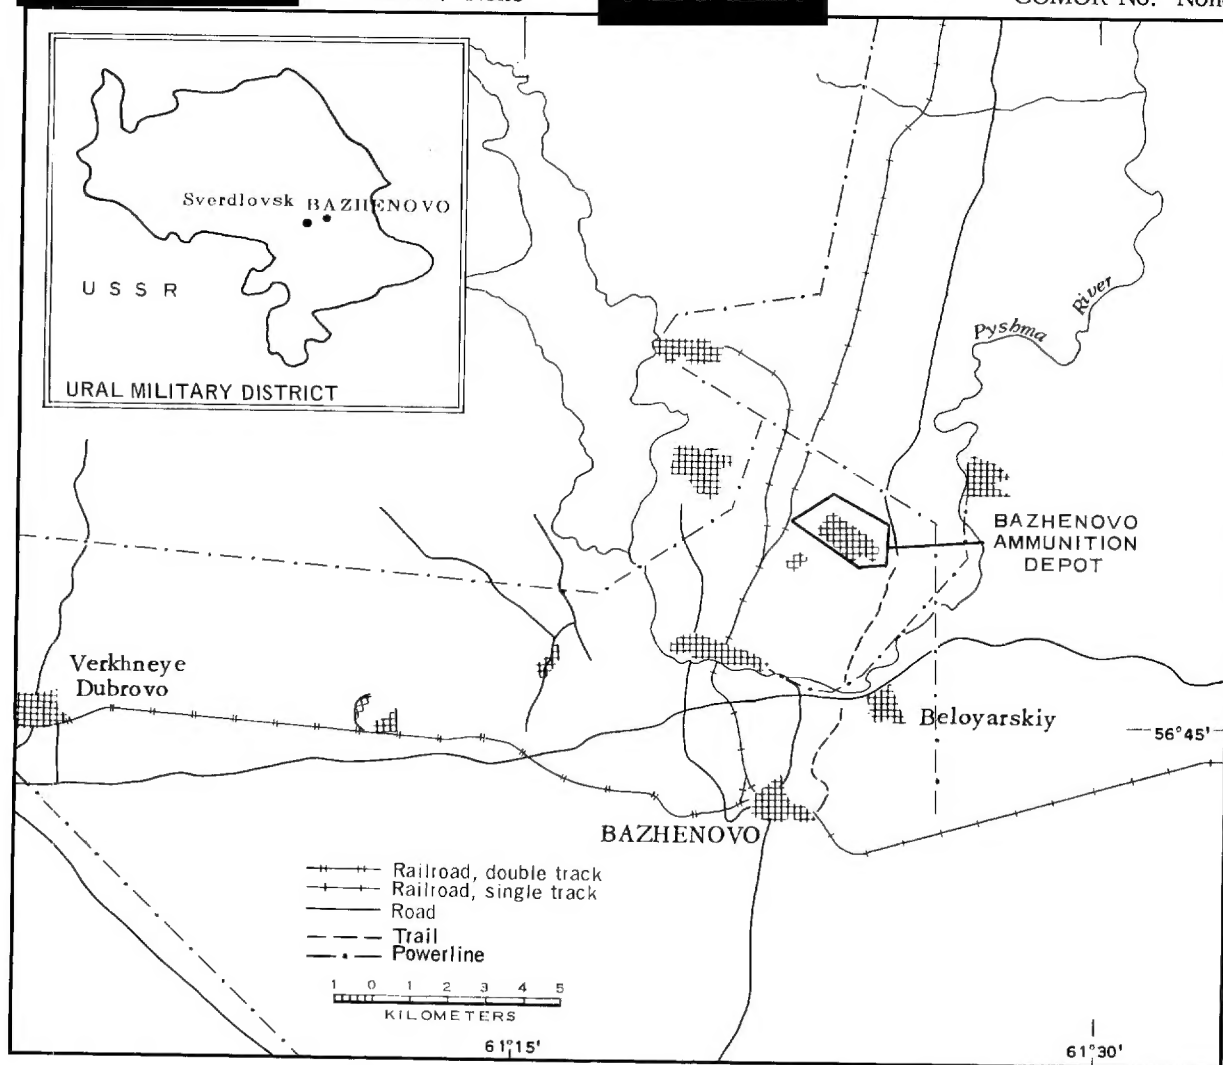 COMOR No. None
Sverdlovsk BAZHENOVO
U S S R
URAL MILITARY DISTRICT
Pyshma River
BAZHENOVO
AMMUNITION
DEPOT
Verkhneye
Dubrovo
Beloyarskiy
56°45'
BAZHENOVO
Railroad, double track
Railroad, single track
Road
Trail
Powerline
1 0 1 2 3 4 5
KILOMETERS
61°15'
61°30'